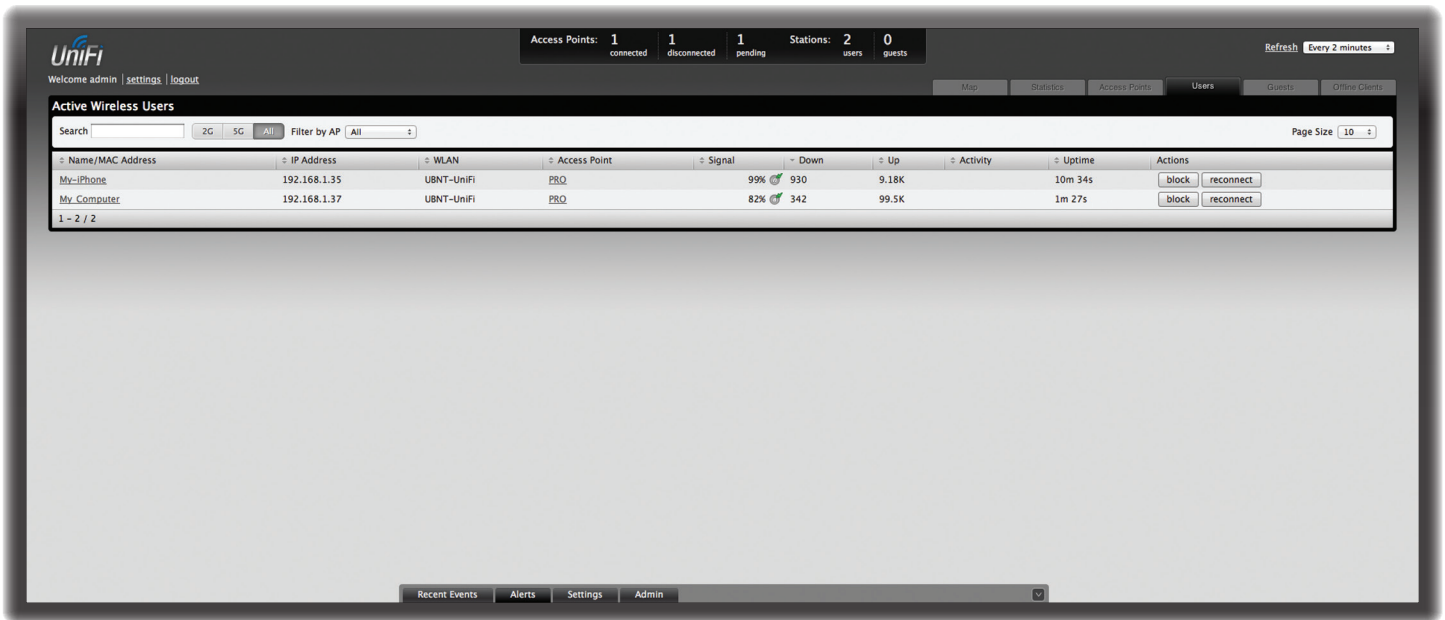 UniFi
Access Points: 1 connected 1 disconnected 1 pending Stations: 2 users 0 guests
Refresh Every 2 minutes
Welcome admin | settings | logout
Map Statistics Access Points Users Guests Offline Clients
Active Wireless Users
Search 2G 5G All Filter by AP All Page Size 10
Name/MAC Address IP Address WLAN Access Point Signal Down Up Activity Uptime Actions
My-iPhone 192.168.1.35 UBNT-UniFi PRO 99% 930 9.18K 10m 34s block reconnect
My Computer 192.168.1.37 UBNT-UniFi PRO 82% 342 99.5K 1m 27s block reconnect
1 - 2 / 2
Recent Events Alerts Settings Admin